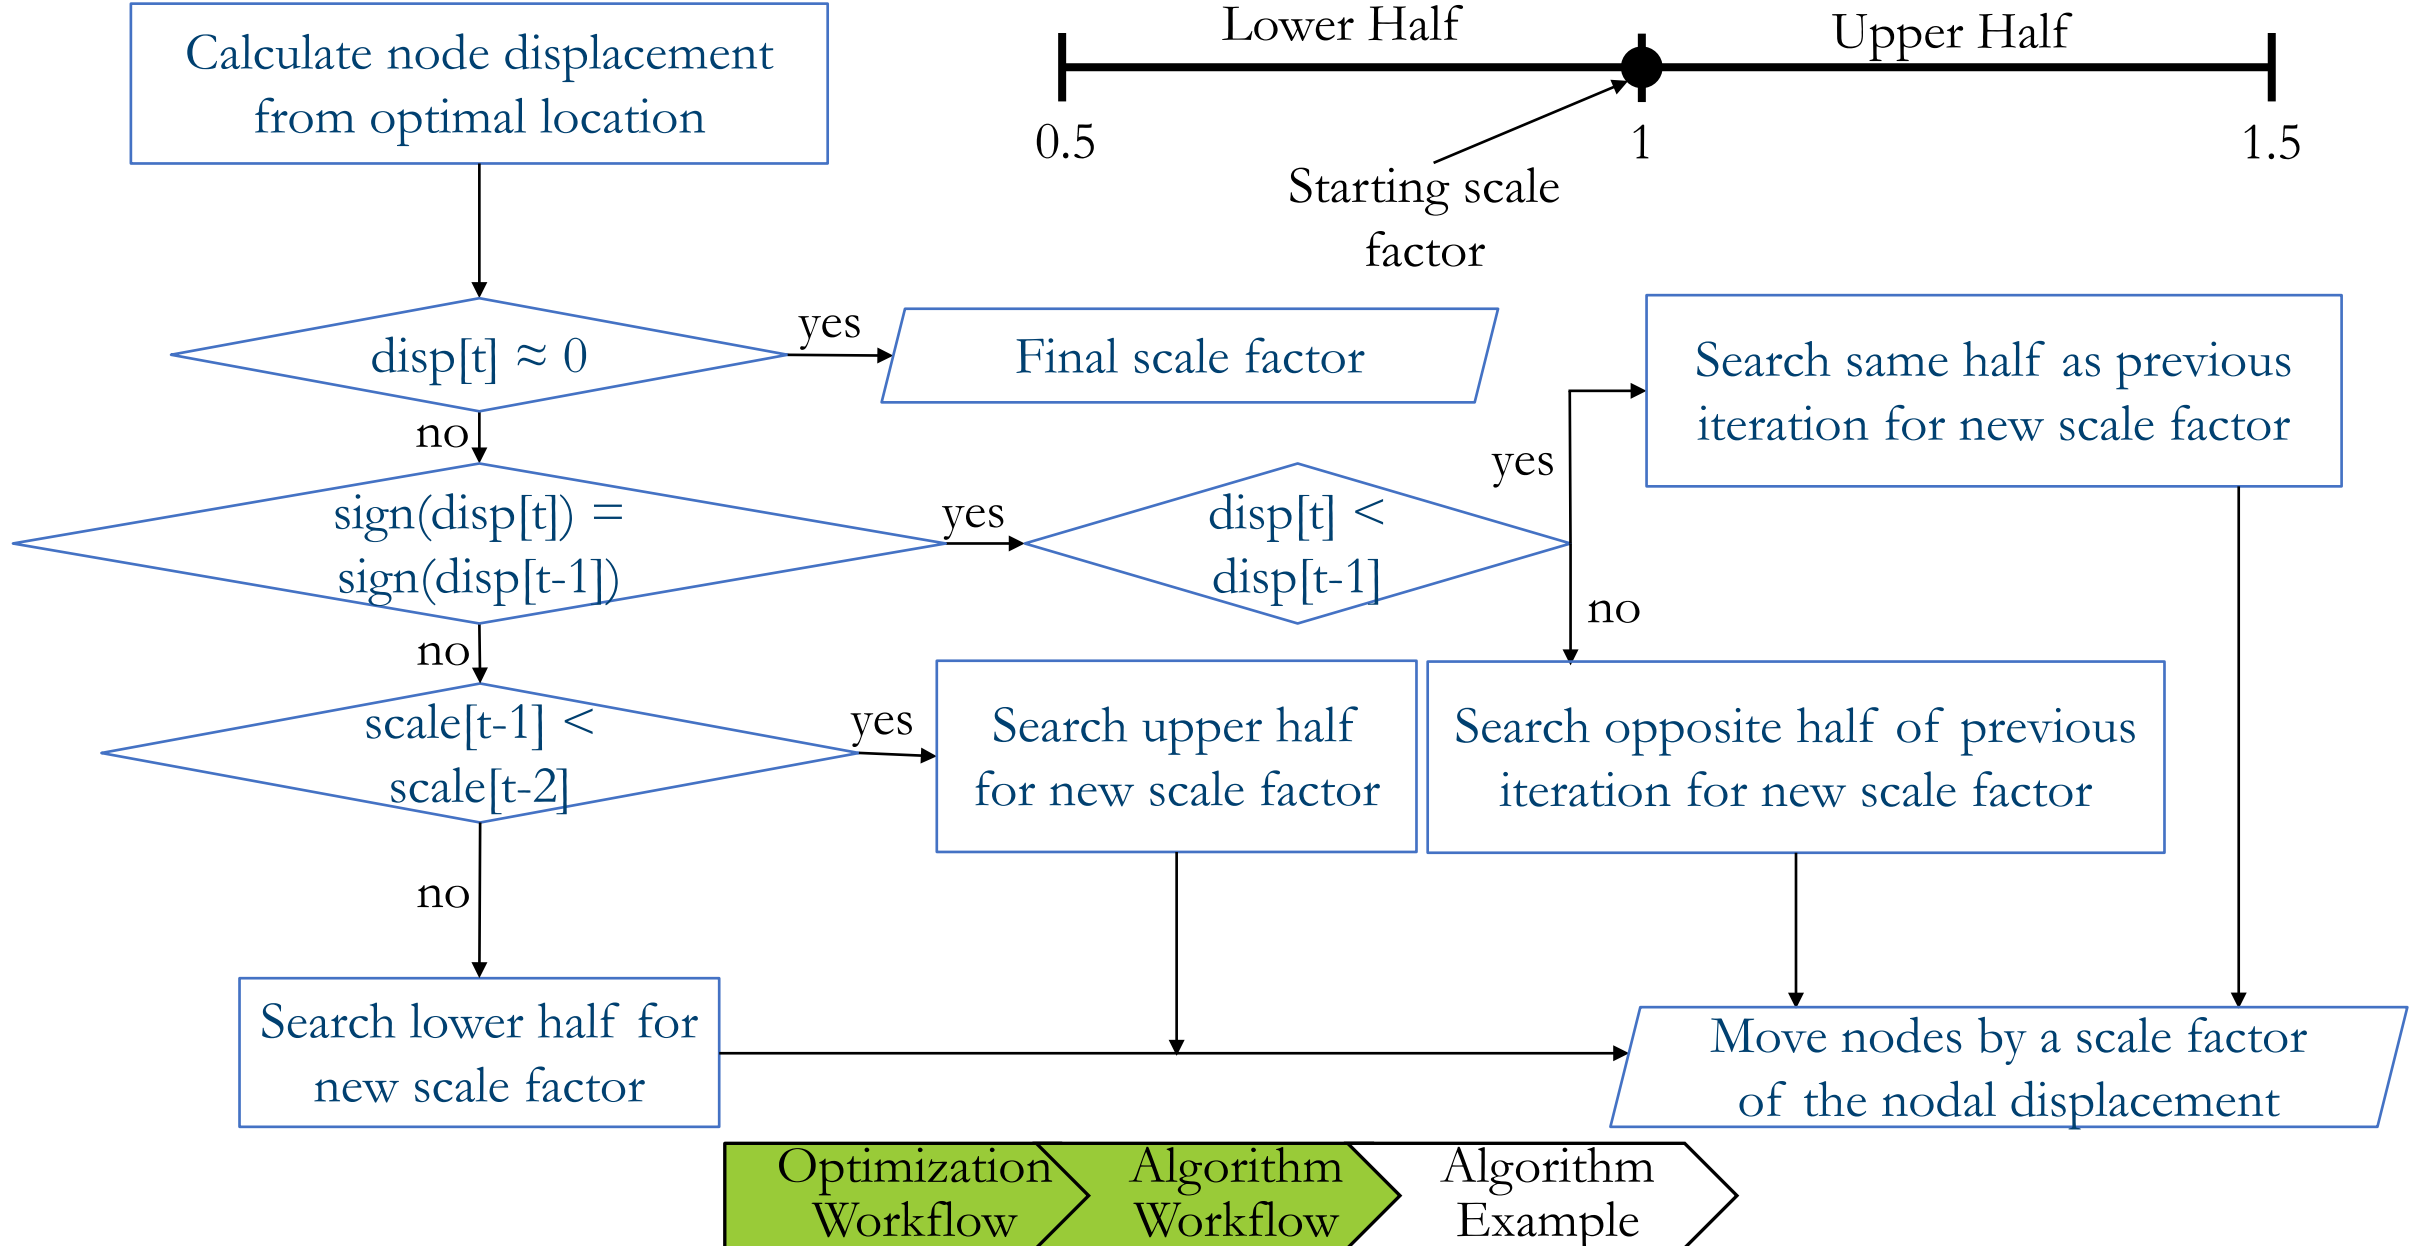 Calculate node displacement
from optimal location
Lower Half
Upper Half
0.5
1
1.5
Starting scale
factor
disp[t] ≈ 0
yes
Final scale factor
no
Search same half as previous
iteration for new scale factor
sign(disp[t]) =
sign(disp[t-1])
yes
disp[t] <
disp[t-1]
yes
no
no
scale[t-1] <
scale[t-2]
yes
Search upper half
for new scale factor
Search opposite half of previous
iteration for new scale factor
no
Search lower half for
new scale factor
Move nodes by a scale factor
of the nodal displacement
Optimization
Workflow
Algorithm
Workflow
Algorithm
Example